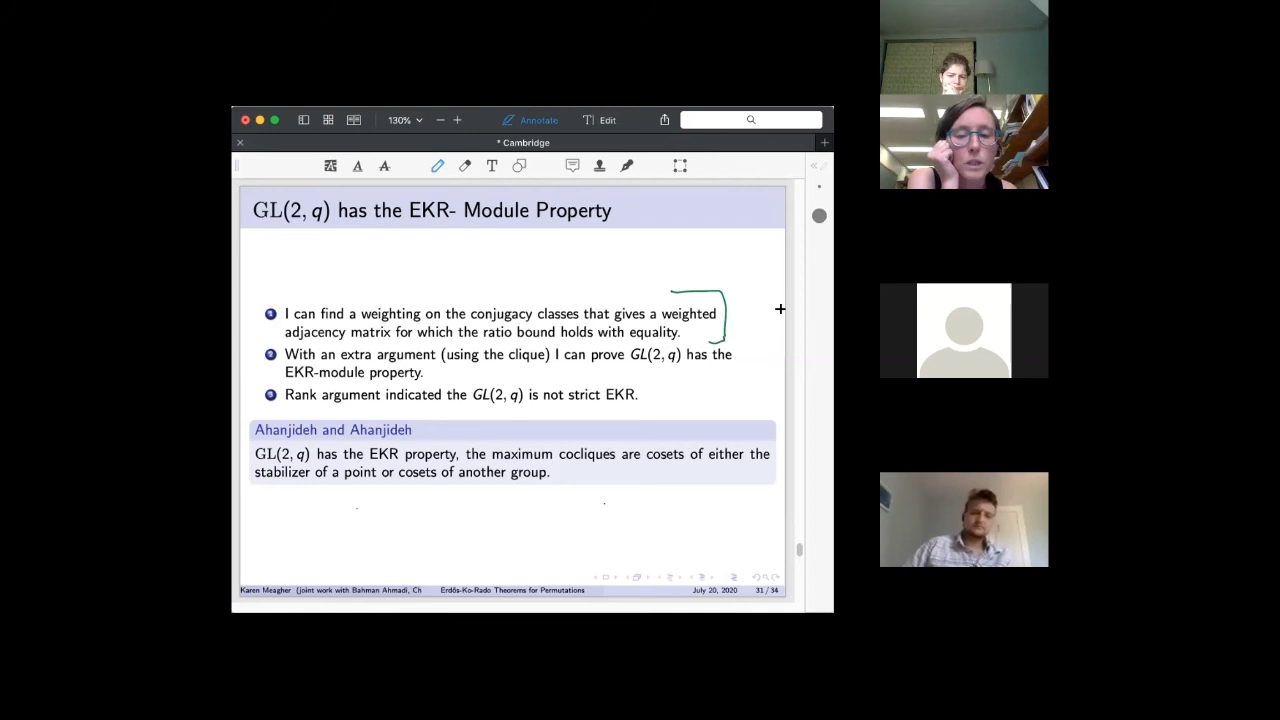 130%
Annotate
Edit
* Cambridge
GL(2, q) has the EKR- Module Property
1 I can find a weighting on the conjugacy classes that gives a weighted
adjacency matrix for which the ratio bound holds with equality.
2 With an extra argument (using the clique) I can prove GL(2, q) has the
EKR-module property.
3 Rank argument indicated the GL(2, q) is not strict EKR.
Ahanjideh and Ahanjideh
GL(2, q) has the EKR property, the maximum cocliques are cosets of either the
stabilizer of a point or cosets of another group.
Karen Meagher (joint work with Bahman Ahmadi, Ch
Erdős-Ko-Rado Theorems for Permutations
July 20, 2020
31 / 34